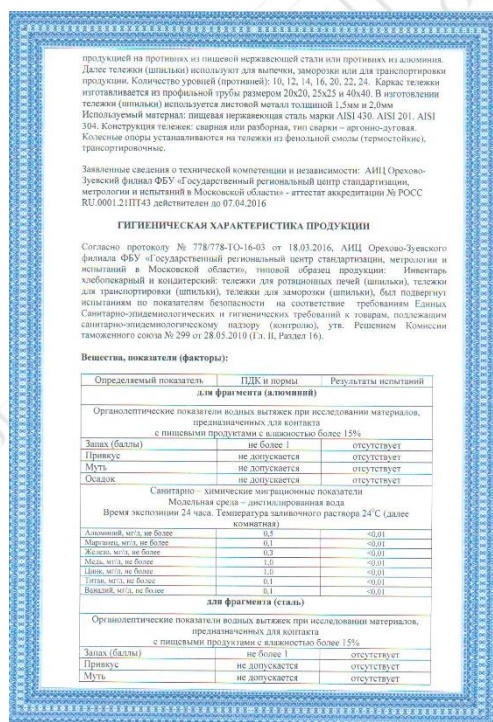 продукцией на противнях из пищевой нержавеющей стали или противнях из алюминия.
Далее тележки (шпильки) используют для выпечки, заморозки или для транспортировки
продукции. Количество уровней (противней): 10, 12, 14, 16, 20, 22, 24. Каркас тележки
изготавливается из профильной трубы размером 20х20, 25х25 и 40х40. В изготовлении
тележки (шпильки) используется листовой металл толщиной 1,5мм и 2,0мм
Используемый материал: пищевая нержавеющая сталь марки AISI 430. AISI 201. AISI
304. Конструкция тележек: сварная или разборная, тип сварки – аргонно-дуговая.
Колесные опоры устанавливаются на тележки из фенольной смолы (термостойкие),
трансортировочные.
Заявленные сведения о технической компетенции и независимости: АИЦ Орехово-
Зуевский филиал ФБУ «Государственный региональный центр стандартизации,
метрологии и испытаний в Московской области» - аттестат аккредитации № РОСС
RU.0001.21ПТ43 действителен до 07.04.2016
ГИГИЕНИЧЕСКАЯ ХАРАКТЕРИСТИКА ПРОДУКЦИИ
Согласно протоколу № 778/778-ТО-16-03 от 18.03.2016, АИЦ Орехово-Зуевского
филиала ФБУ «Государственный региональный центр стандартизации, метрологии и
испытаний в Московской области», типовой образец продукции: Инвентарь
хлебопекарный и кондитерский: тележки для ротационных печей (шпильки), тележки
для транспортировки (шпильки), тележки для заморозки (шпильки), был подвергнут
испытаниям по показателям безопасности на соответствие требованиям Единых
Санитарно-эпидемиологических и гигиенических требований к товарам, подлежащим
санитарно-эпидемиологическому надзору (контролю), утв. Решением Комиссии
таможенного союза № 299 от 28.05.2010 (Гл. II, Раздел 16).
Вещества, показатели (факторы):
Определяемый показатель ПДК и нормы Результаты испытаний
для фрагмента (алюминий)
Органолептические показатели водных вытяжек при исследовании материалов,
предназначенных для контакта
с пищевыми продуктами с влажностью более 15%
Запах (баллы) не более 1 отсутствует
Привкус не допускается отсутствует
Муть не допускается отсутствует
Осадок не допускается отсутствует
Санитарно – химические миграционные показатели
Модельная среда – дистиллированная вода
Время экспозиции 24 часа. Температура заливочного раствора 24°С (далее
комнатная)
Алюминий, мг/л, не более 0,5 <0,01
Марганец, мг/л, не более 0,1 <0,01
Железо, мг/л, не более 0,3 <0,01
Медь, мг/л, не более 1,0 <0,01
Цинк, мг/л, не более 1,0 <0,01
Титан, мг/л, не более 0,1 <0,01
Ванадий, мг/л, не более 0,1 <0,01
для фрагмента (сталь)
Органолептические показатели водных вытяжек при исследовании материалов,
предназначенных для контакта
с пищевыми продуктами с влажностью более 15%
Запах (баллы) не более 1 отсутствует
Привкус не допускается отсутствует
Муть не допускается отсутствует